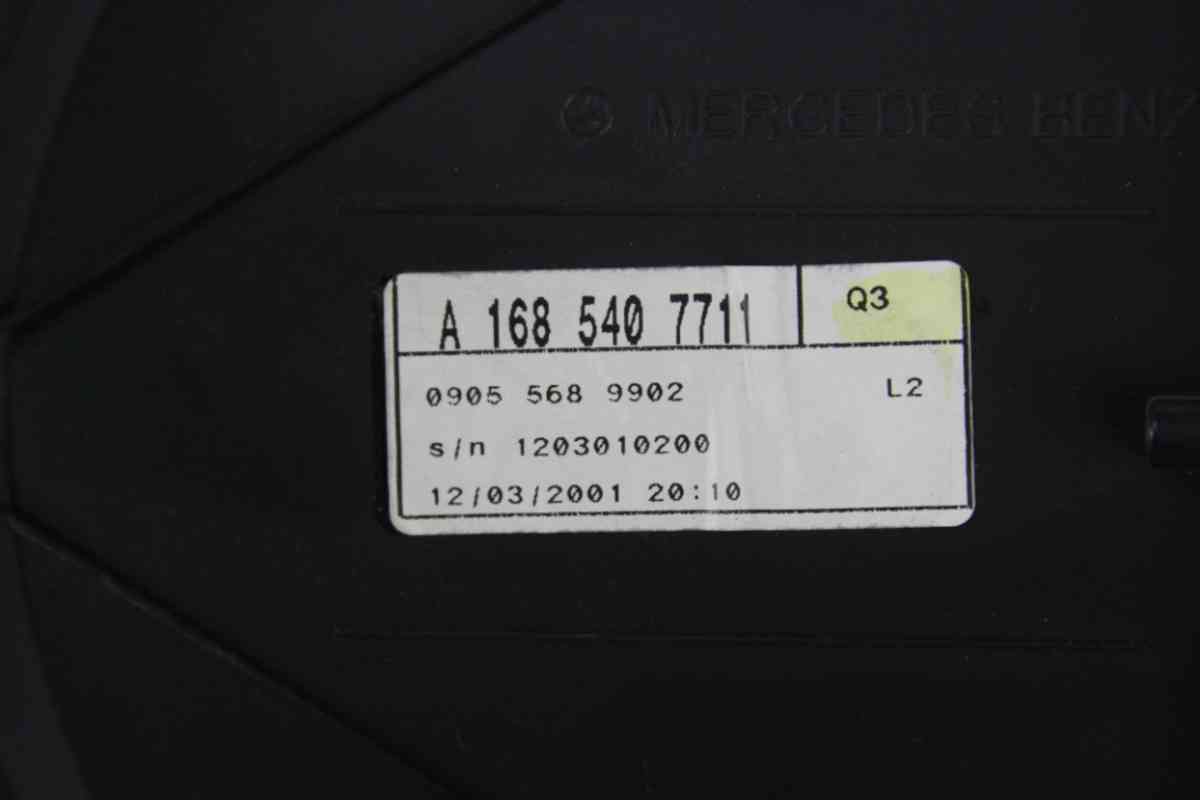 MERCEDES BENZ
A 168 540 7711 Q3
0905 568 9902 L2
s/n 1203010200
12/03/2001 20:10